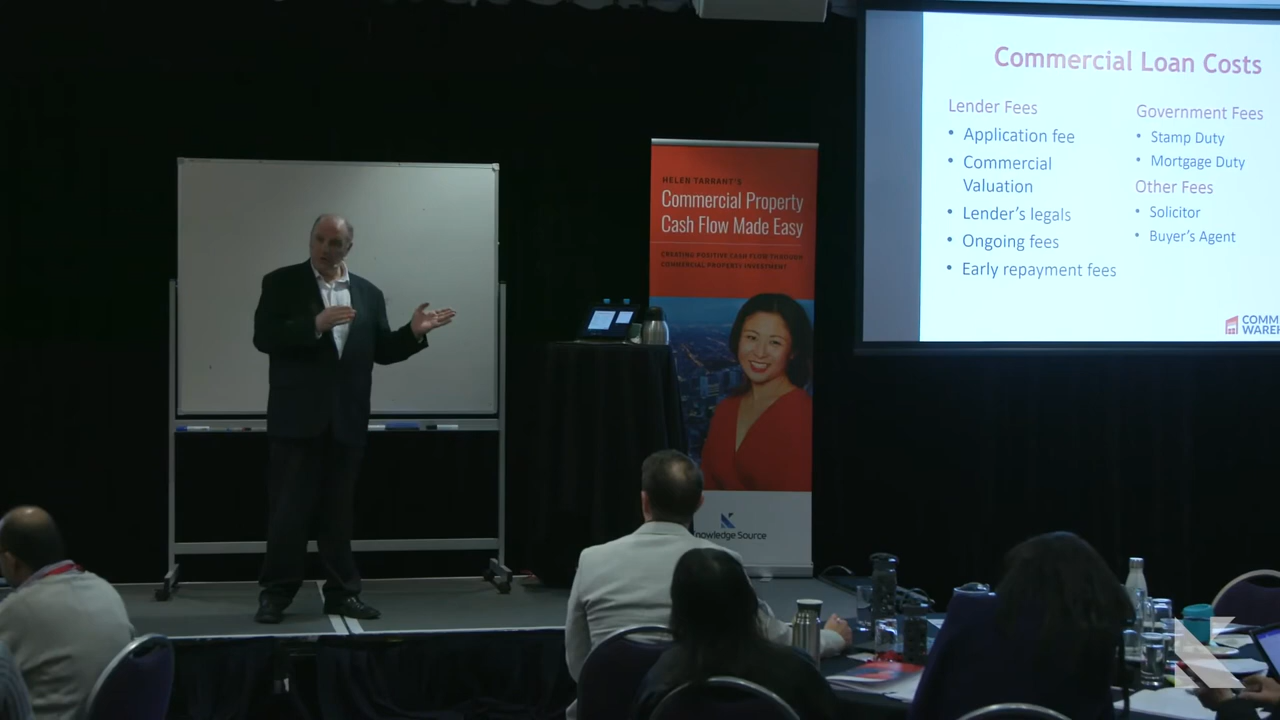 Commercial Loan Costs
Lender Fees
• Application fee
• Commercial
Valuation
• Lender's legals
• Ongoing fees
• Early repayment fees
Government Fees
• Stamp Duty
• Mortgage Duty
Other Fees
• Solicitor
• Buyer's Agent
COMM
WAREH
HELEN TARRANT'S
Commercial Property
Cash Flow Made Easy
CREATING POSITIVE CASH FLOW THROUGH
COMMERCIAL PROPERTY INVESTMENT
nowledge Source